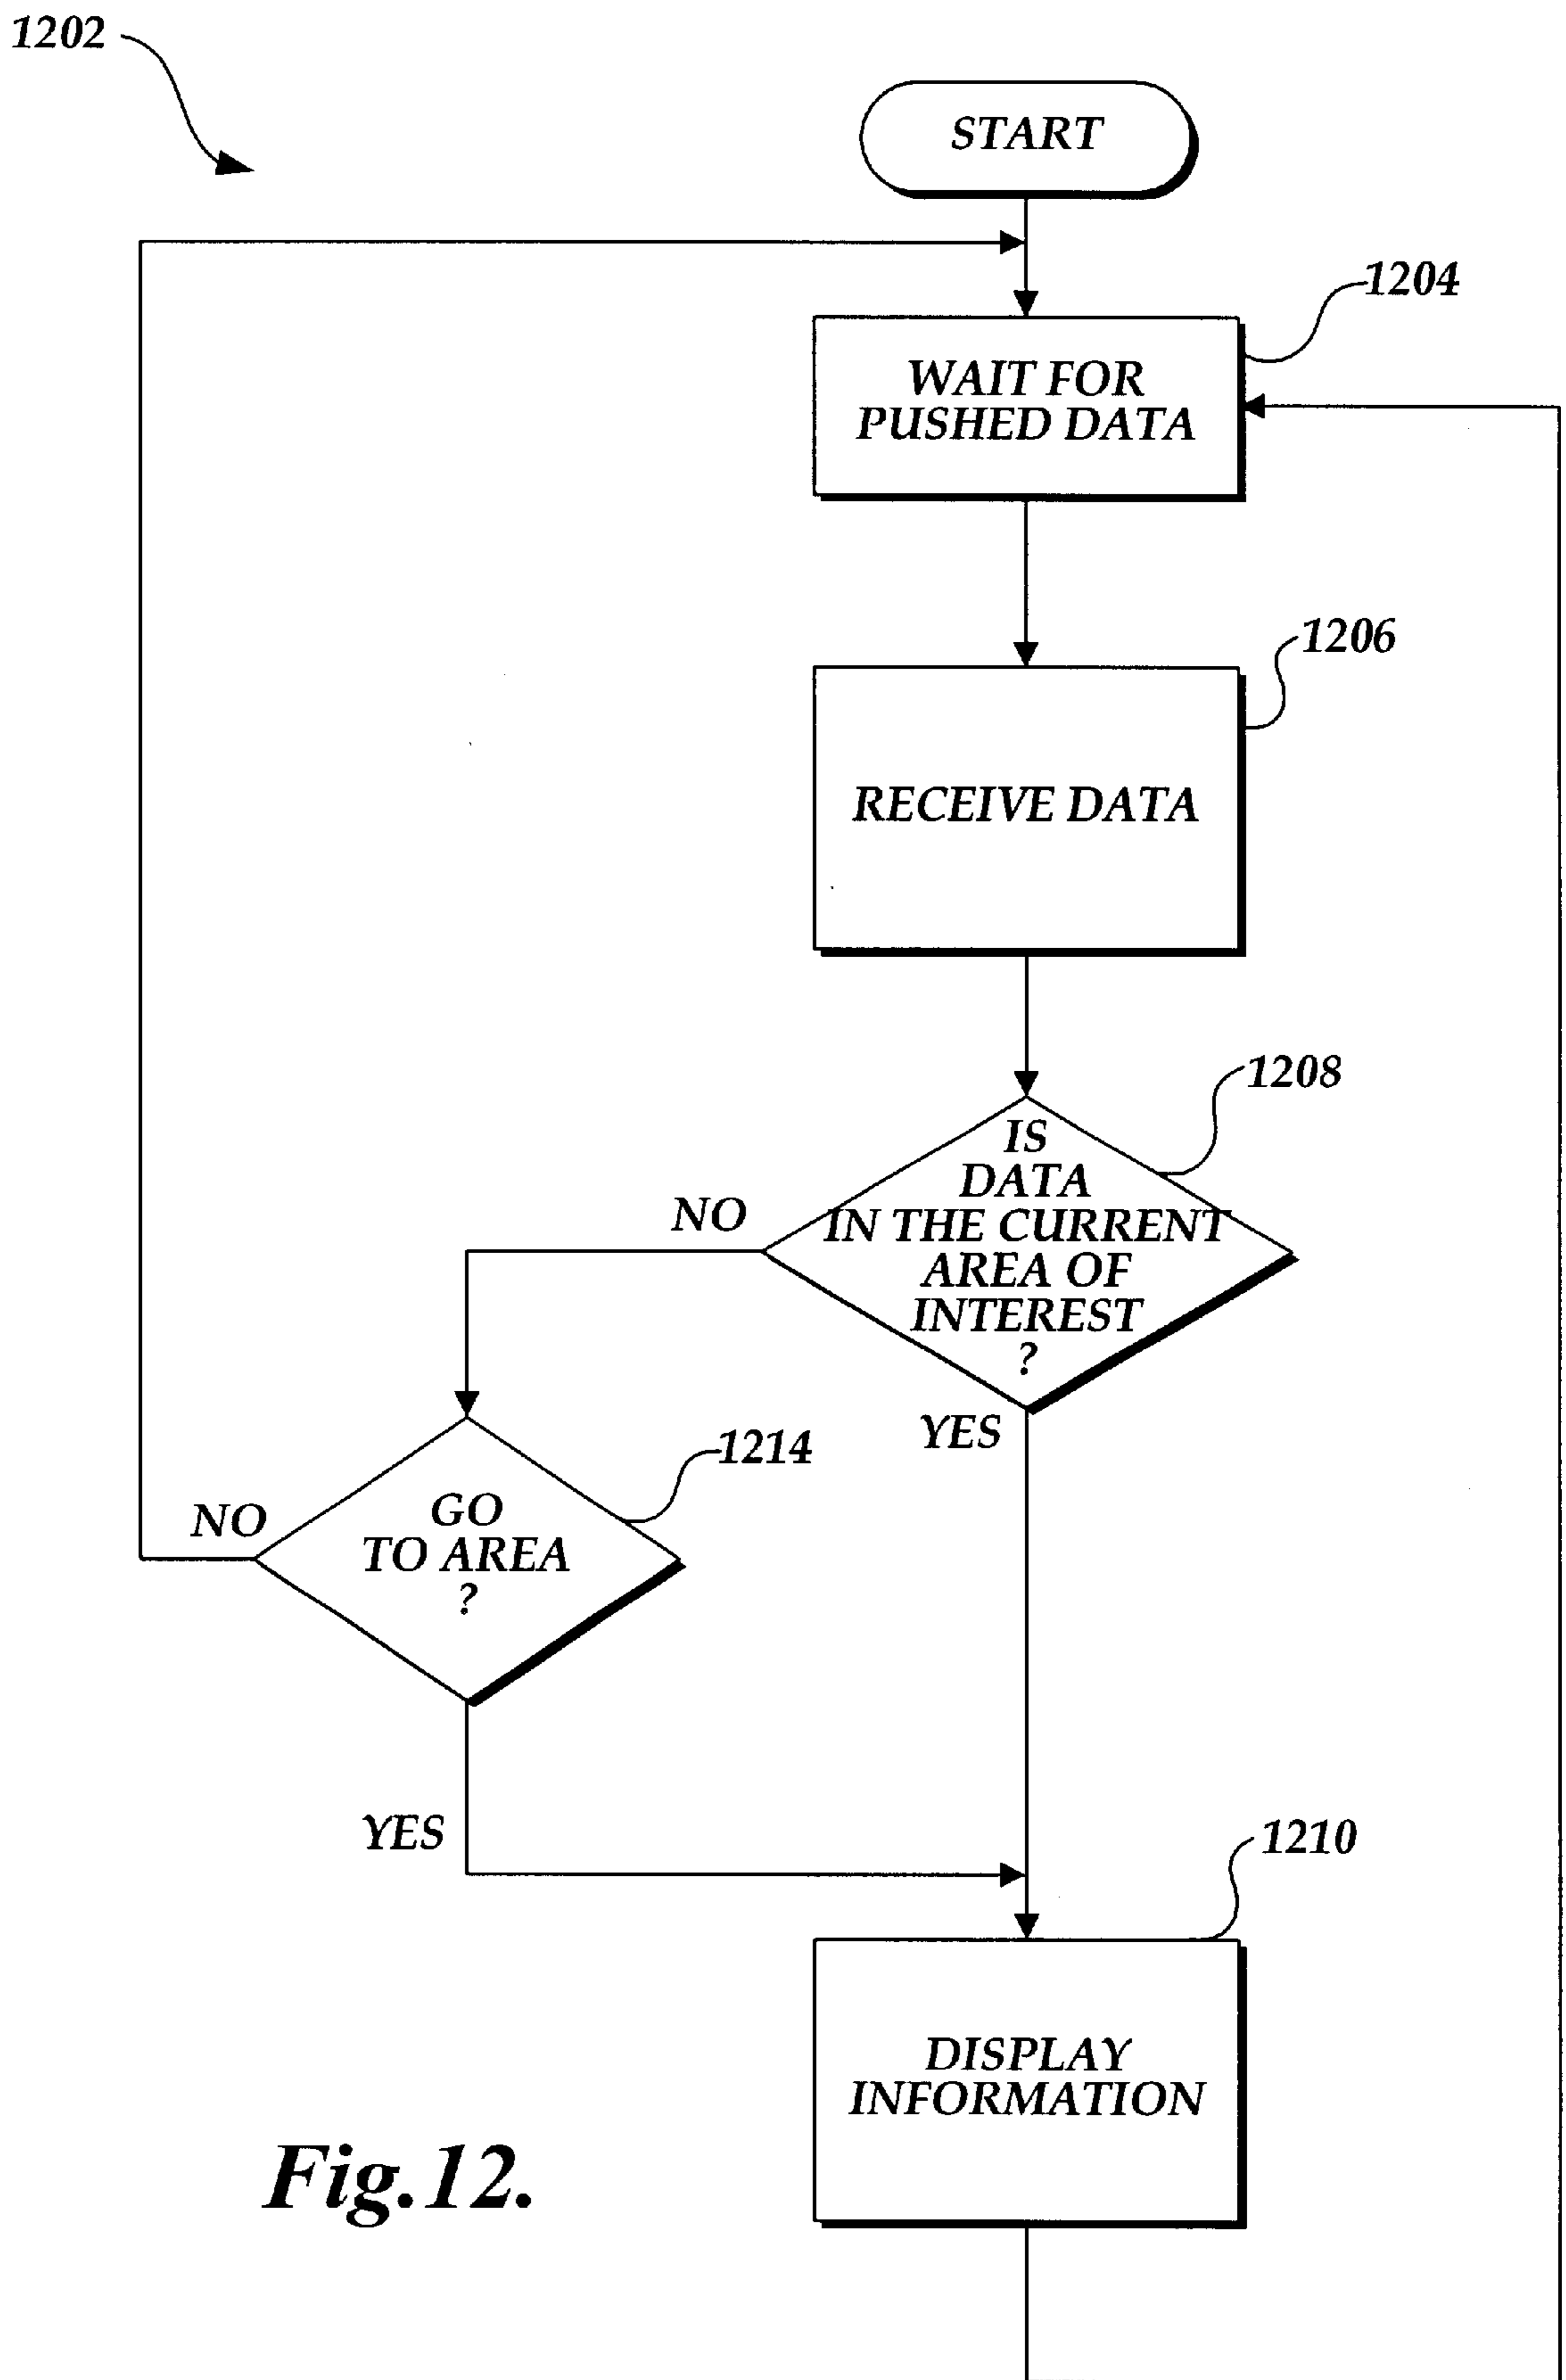 1202
START
1204
WAIT FOR
PUSHED DATA
1206
RECEIVE DATA
1208
IS
DATA
IN THE CURRENT
AREA OF
INTEREST
?
NO
YES
1214
GO
TO AREA
?
NO
YES
1210
DISPLAY
INFORMATION
Fig.12.